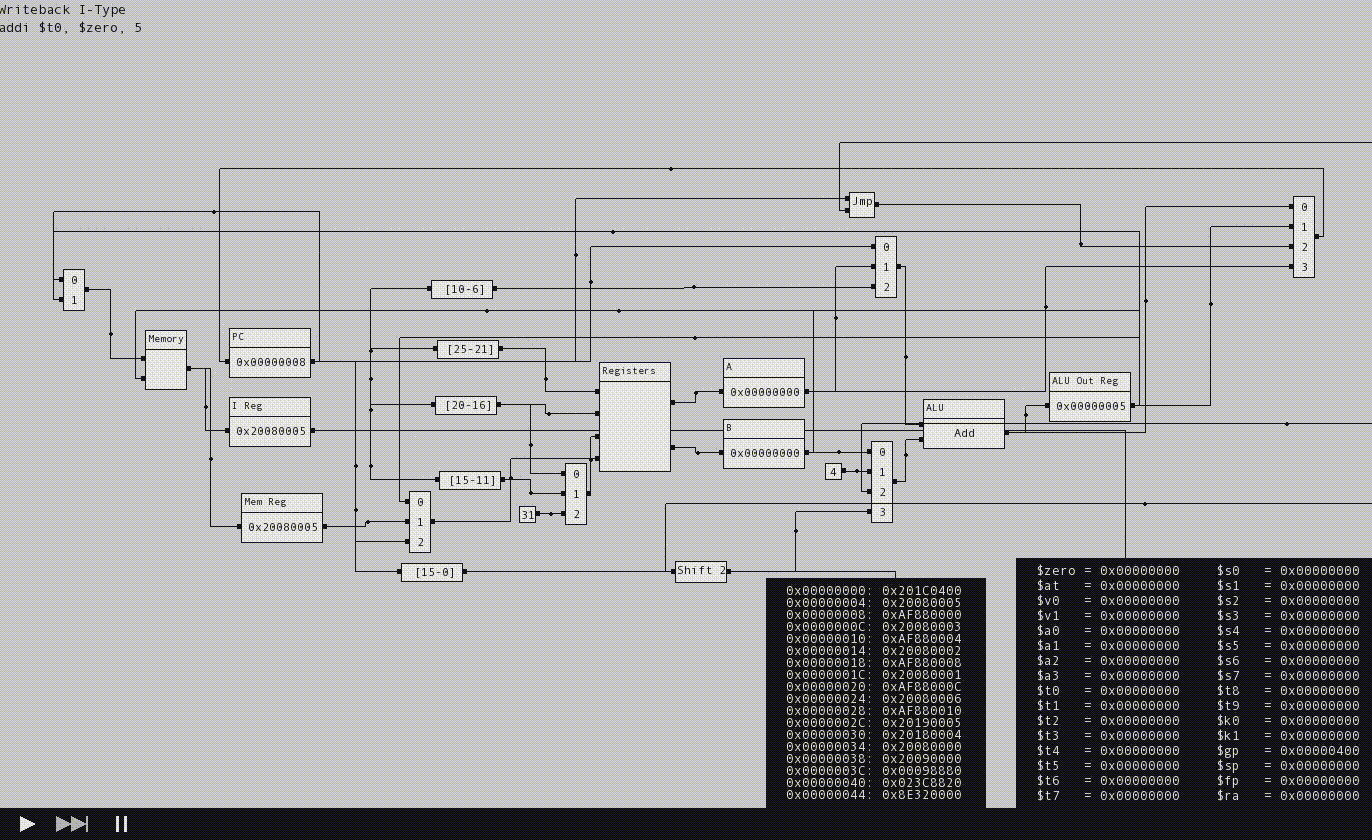 Writeback I-Type
addi $t0, $zero, 5
Jmp
0
1
2
3
0
1
2
0
1
[10-6]
Memory
PC
0x00000008
[25-21]
Registers
A
0x00000000
ALU Out Reg
0x00000005
I Reg
0x20080005
[20-16]
ALU
Add
B
0x00000000
0
1
2
3
4
[15-11]
0
1
2
31
Mem Reg
0x20080005
0
1
2
[15-0]
Shift 2
0x00000000: 0x201C0400
0x00000004: 0x20080005
0x00000008: 0xAF880000
0x0000000C: 0x20080003
0x00000010: 0xAF880004
0x00000014: 0x20080002
0x00000018: 0xAF880008
0x0000001C: 0x20080001
0x00000020: 0xAF88000C
0x00000024: 0x20080006
0x00000028: 0xAF880010
0x0000002C: 0x20190005
0x00000030: 0x20180004
0x00000034: 0x20080000
0x00000038: 0x20090000
0x0000003C: 0x00098880
0x00000040: 0x023C8820
0x00000044: 0x8E320000
$zero = 0x00000000 $s0 = 0x00000000
$at = 0x00000000 $s1 = 0x00000000
$v0 = 0x00000000 $s2 = 0x00000000
$v1 = 0x00000000 $s3 = 0x00000000
$a0 = 0x00000000 $s4 = 0x00000000
$a1 = 0x00000000 $s5 = 0x00000000
$a2 = 0x00000000 $s6 = 0x00000000
$a3 = 0x00000000 $s7 = 0x00000000
$t0 = 0x00000000 $t8 = 0x00000000
$t1 = 0x00000000 $t9 = 0x00000000
$t2 = 0x00000000 $k0 = 0x00000000
$t3 = 0x00000000 $k1 = 0x00000000
$t4 = 0x00000000 $gp = 0x00000400
$t5 = 0x00000000 $sp = 0x00000000
$t6 = 0x00000000 $fp = 0x00000000
$t7 = 0x00000000 $ra = 0x00000000